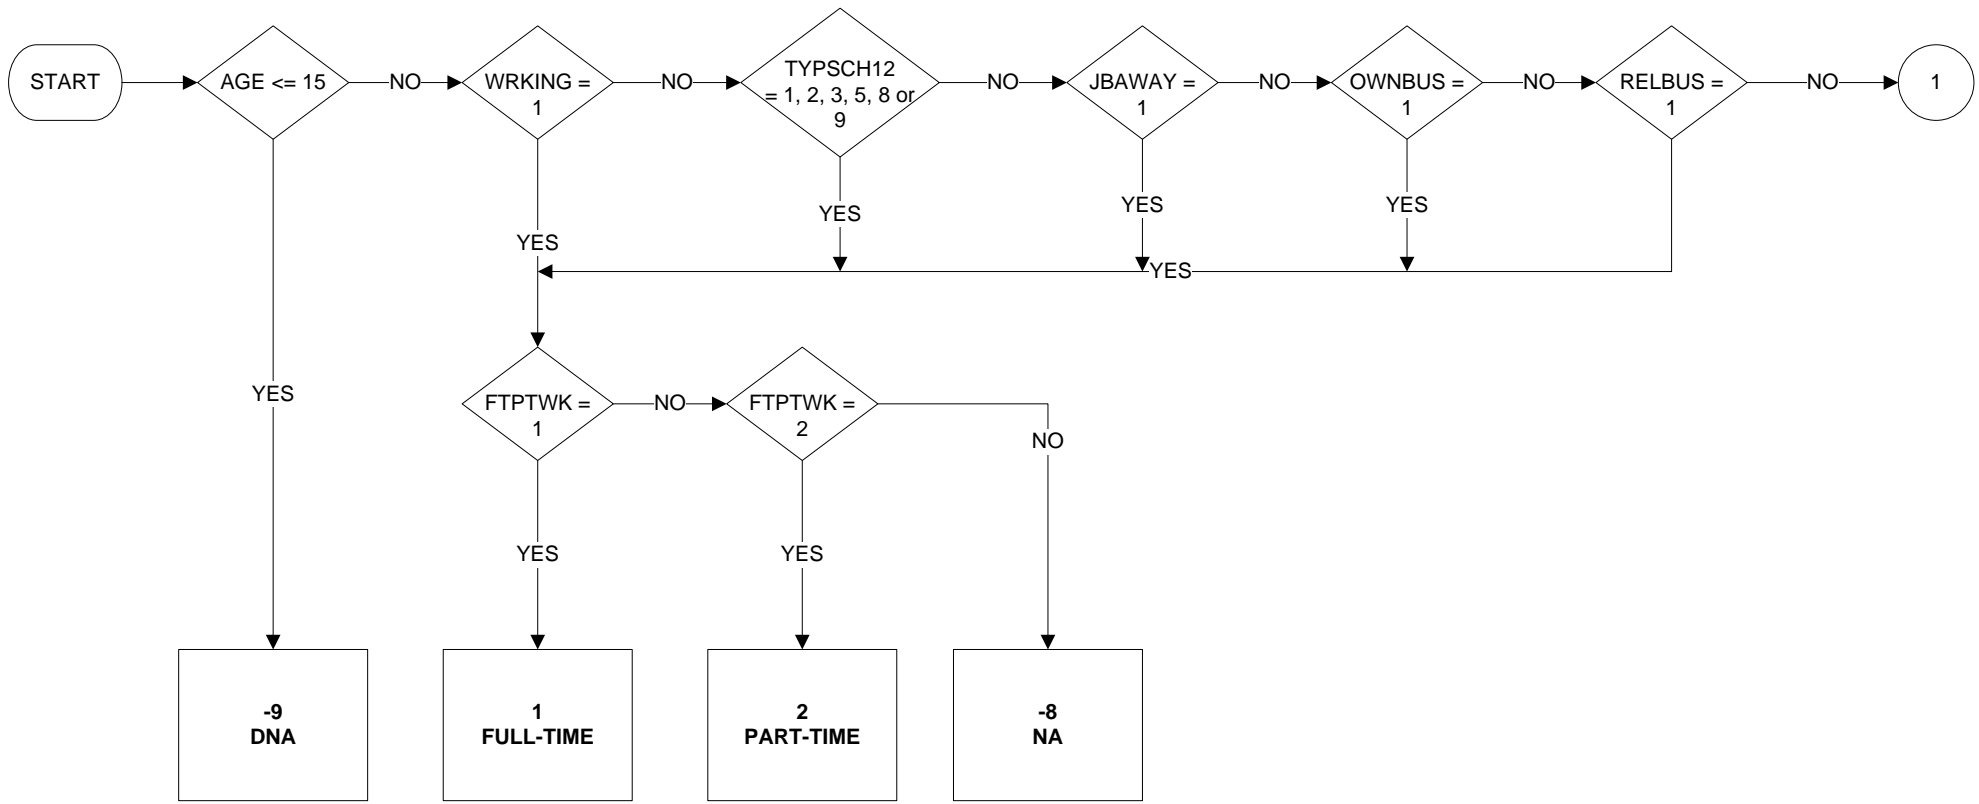 START
AGE <= 15
NO
WRKING =
1
NO
TYPSCH12
= 1, 2, 3, 5, 8 or
9
NO
JBAWAY =
1
NO
OWNBUS =
1
NO
RELBUS =
1
NO
1
YES
YES
YES
YES
YES
YES
FTPTWK =
1
NO
FTPTWK =
2
NO
YES
YES
-9
DNA
1
FULL-TIME
2
PART-TIME
-8
NA